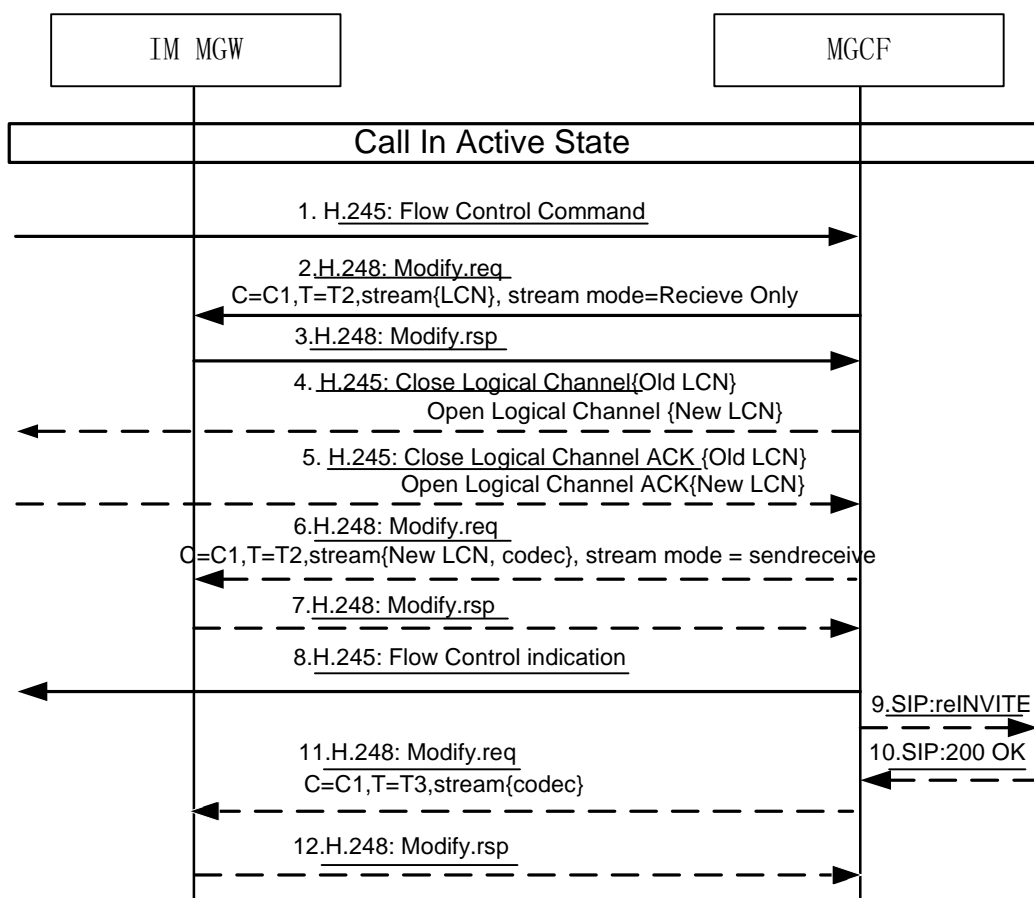 IM MGW
MGCF
Call In Active State
1. H.245: Flow Control Command
2.H.248: Modify.req
C=C1,T=T2,stream{LCN}, stream mode=Recieve Only
3.H.248: Modify.rsp
4. H.245: Close Logical Channel{Old LCN}
Open Logical Channel {New LCN}
5. H.245: Close Logical Channel ACK {Old LCN}
Open Logical Channel ACK{New LCN}
6.H.248: Modify.req
C=C1,T=T2,stream{New LCN, codec}, stream mode = sendreceive
7.H.248: Modify.rsp
8.H.245: Flow Control indication
9.SIP:reINVITE
10.SIP:200 OK
11.H.248: Modify.req
C=C1,T=T3,stream{codec}
12.H.248: Modify.rsp